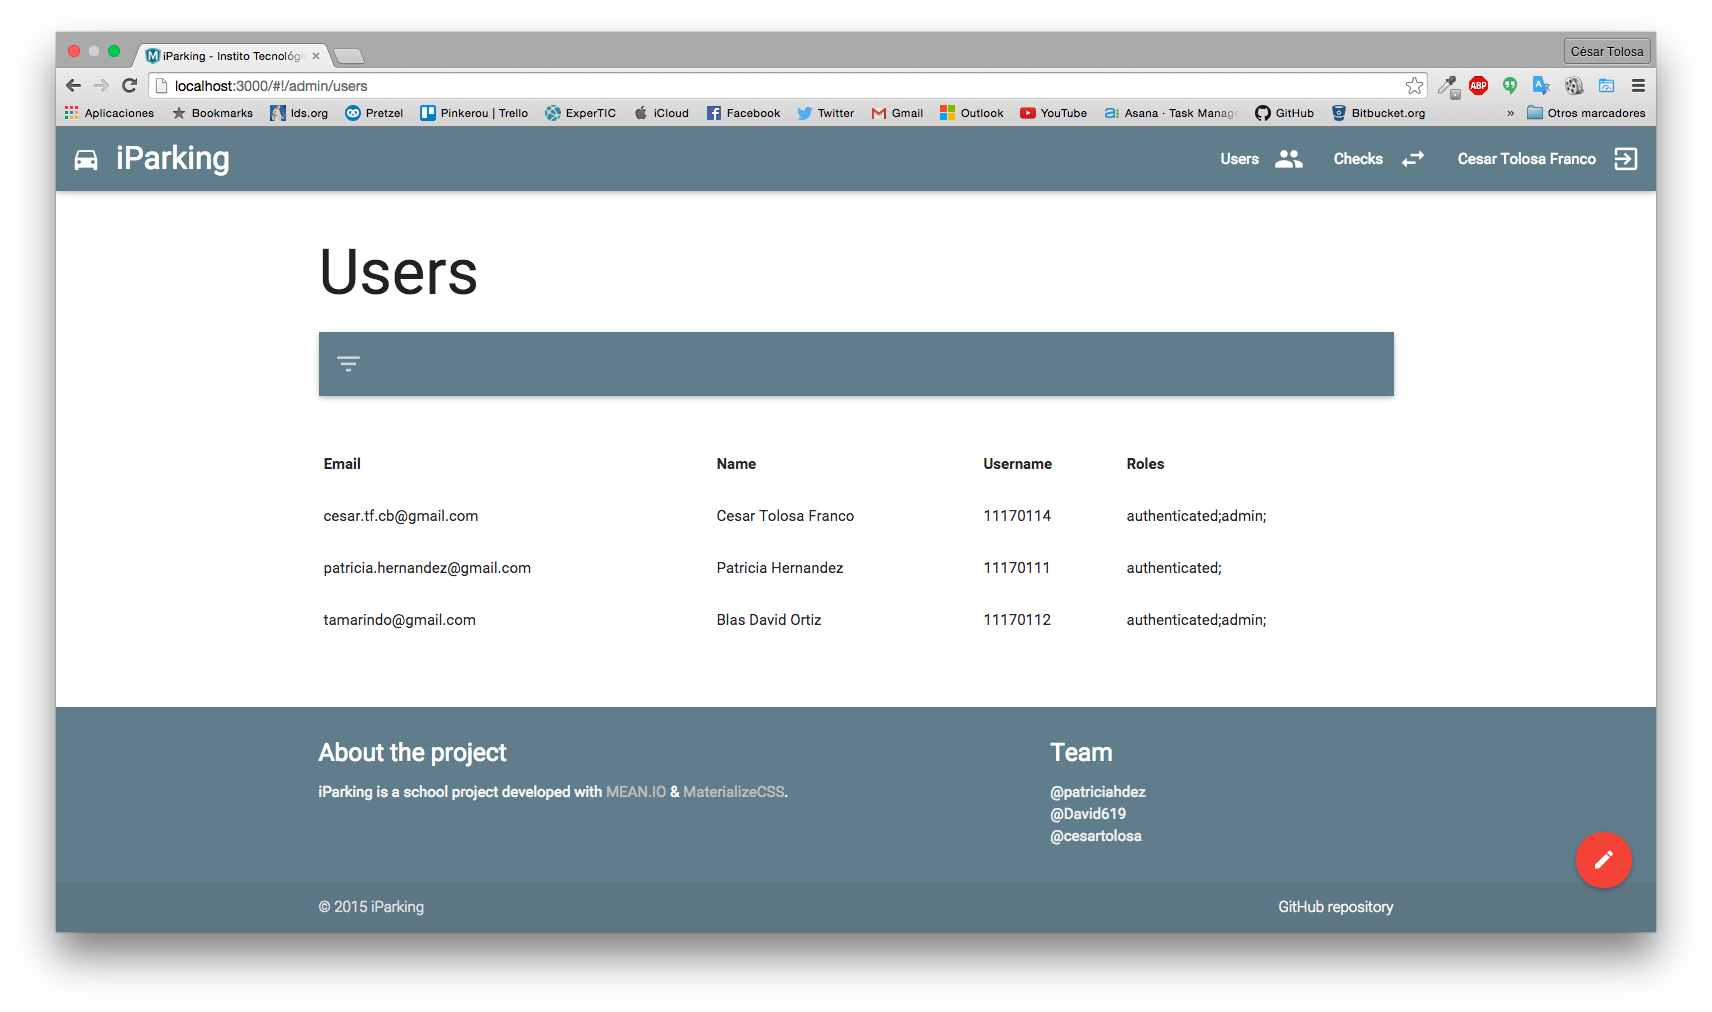 iParking - Instito Tecnológi
César Tolosa
localhost:3000/#!/admin/users
ABP
Aplicaciones Bookmarks lds.org Pretzel Pinkerou | Trello ExperTIC iCloud Facebook Twitter Gmail Outlook YouTube Asana · Task Manage GitHub Bitbucket.org » Otros marcadores
iParking Users Checks Cesar Tolosa Franco
Users
Email Name Username Roles
cesar.tf.cb@gmail.com Cesar Tolosa Franco 11170114 authenticated;admin;
patricia.hernandez@gmail.com Patricia Hernandez 11170111 authenticated;
tamarindo@gmail.com Blas David Ortiz 11170112 authenticated;admin;
About the project
iParking is a school project developed with MEAN.IO & MaterializeCSS.
Team
@patriciahdez
@David619
@cesartolosa
© 2015 iParking
GitHub repository